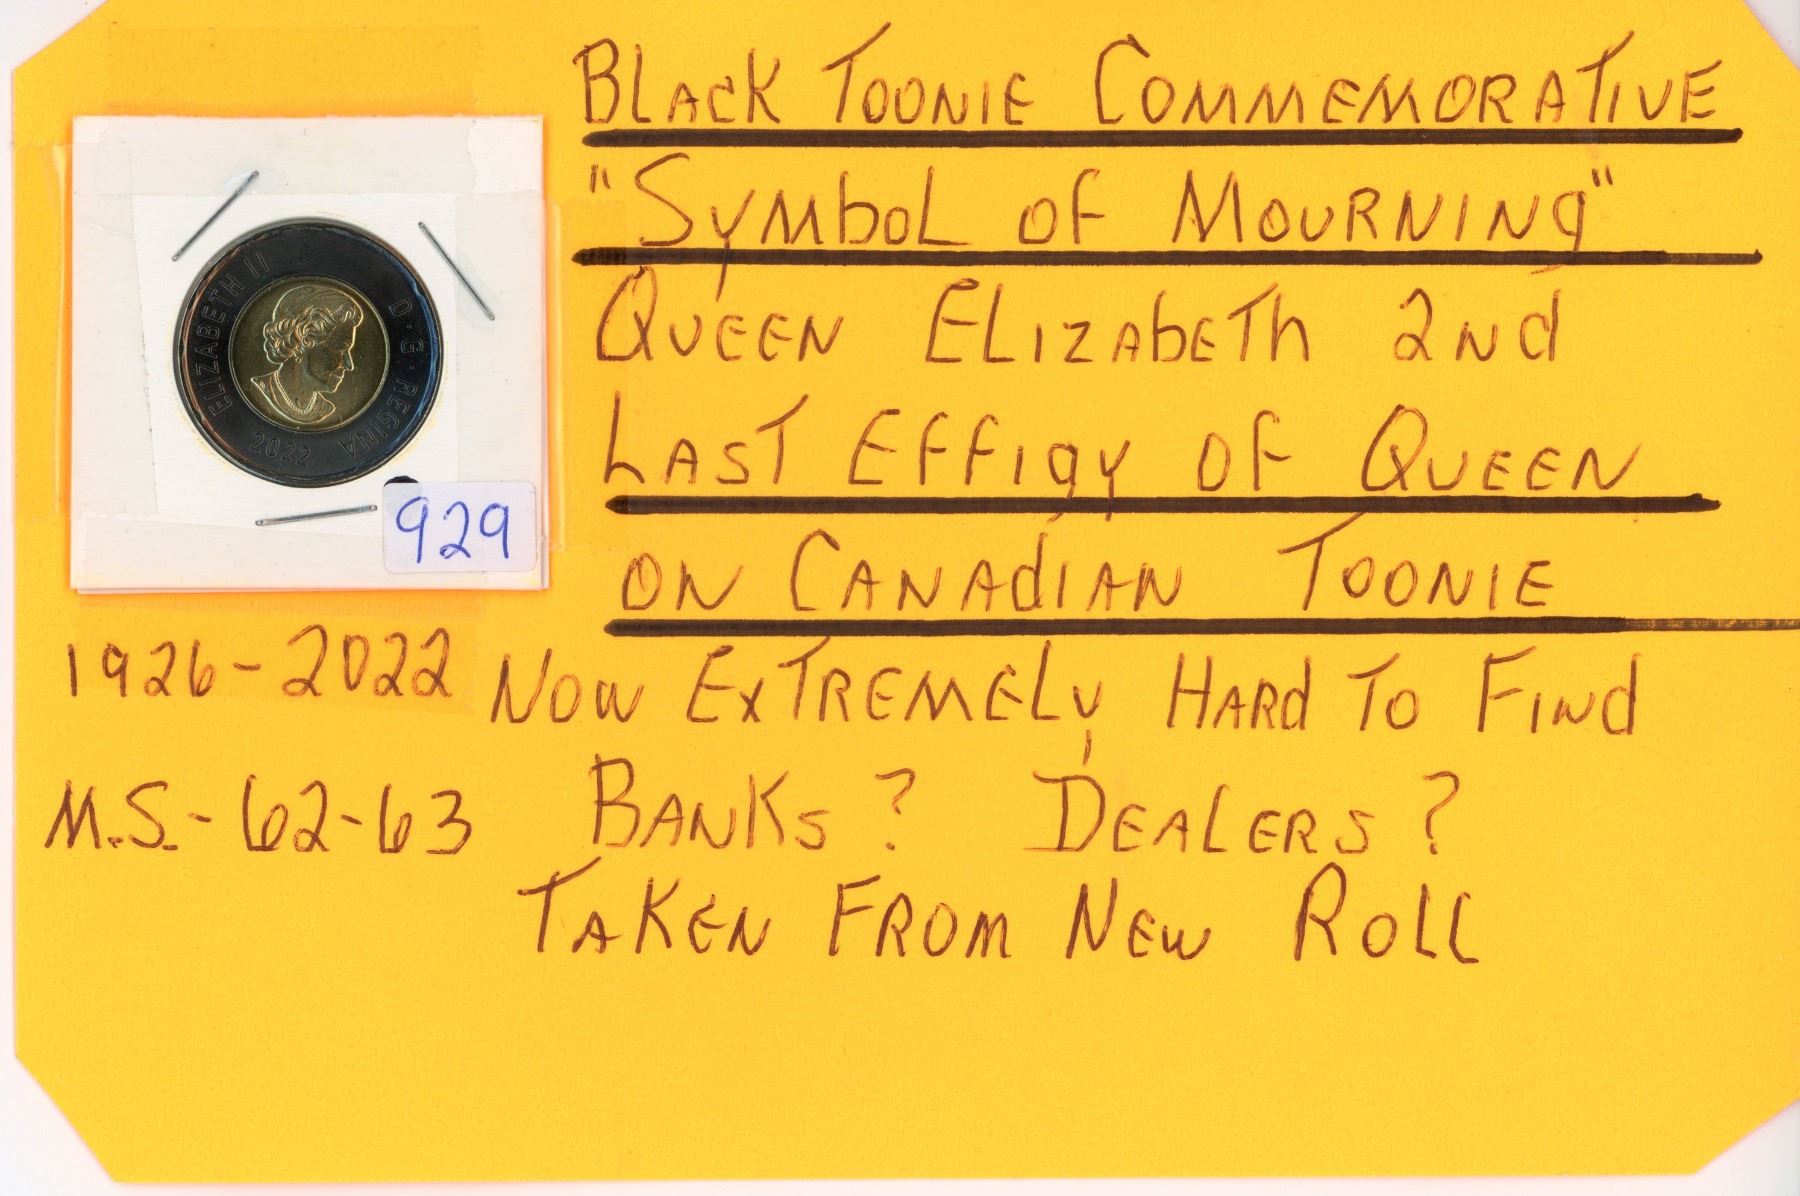 BLACK TOONIE COMMEMORATIVE
"SYMBOL OF MOURNING"
QUEEN ELIZABETH 2ND
LAST EFFIGY OF QUEEN
ON CANADIAN TOONIE
ELIZABETH II D·G·REGINA
2022
929
1926-2022
NOW EXTREMELY HARD TO FIND
M.S.-62-63
BANKS? DEALERS?
TAKEN FROM NEW ROLL